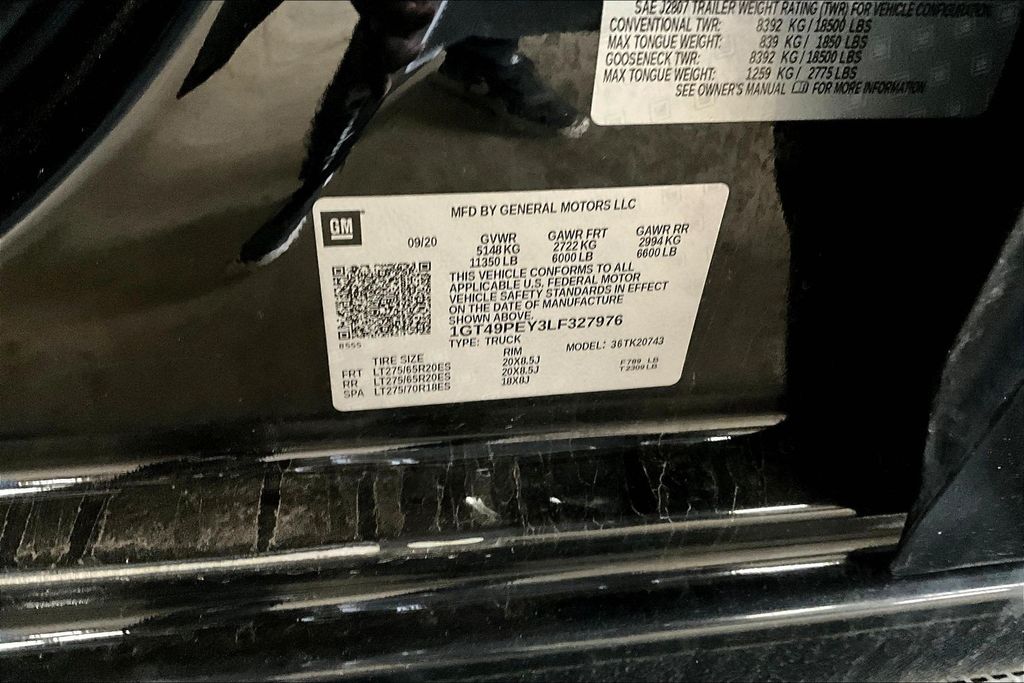 SAE J2807 TRAILER WEIGHT RATING (TWR) FOR VEHICLE CONFIGURATION
CONVENTIONAL TWR: 8392 KG / 18500 LBS
MAX TONGUE WEIGHT: 839 KG / 1850 LBS
GOOSENECK TWR: 8392 KG / 18500 LBS
MAX TONGUE WEIGHT: 1259 KG / 2775 LBS
SEE OWNER'S MANUAL FOR MORE INFORMATION
GM
MFD BY GENERAL MOTORS LLC
09/20 GVWR GAWR FRT GAWR RR
5148 KG 2722 KG 2994 KG
11350 LB 6000 LB 6600 LB
THIS VEHICLE CONFORMS TO ALL
APPLICABLE U.S. FEDERAL MOTOR
VEHICLE SAFETY STANDARDS IN EFFECT
ON THE DATE OF MANUFACTURE
SHOWN ABOVE.
1GT49PEY3LF327976
8555
TYPE: TRUCK MODEL: 36TK20743
TIRE SIZE RIM
FRT LT275/65R20ES 20X8.5J F 789 LB
RR LT275/65R20ES 20X8.5J T 2309 LB
SPA LT275/70R18ES 18X8J